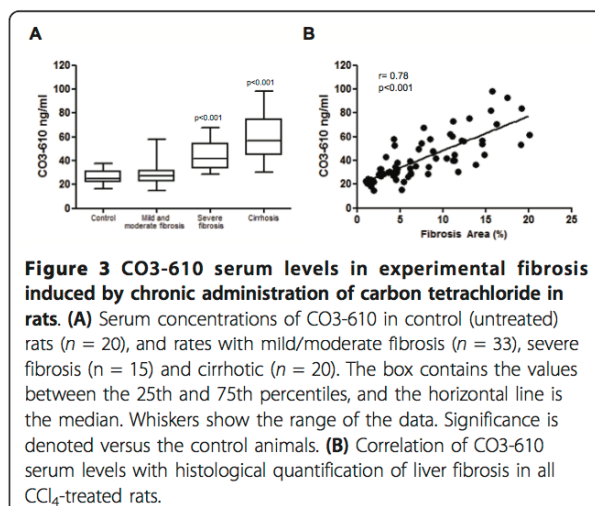 A
B
CO3-610 ng/ml
120
100
80
60
40
20
0
p<0.001
p<0.001
Control
Mild and
moderate fibrosis
Severe
fibrosis
Cirrhosis
CO3-610 ng/ml
120
100
80
60
40
20
0
r= 0.78
p<0.001
0
5
10
15
20
25
Fibrosis Area (%)
Figure 3 CO3-610 serum levels in experimental fibrosis
induced by chronic administration of carbon tetrachloride in
rats. (A) Serum concentrations of CO3-610 in control (untreated)
rats (n = 20), and rates with mild/moderate fibrosis (n = 33), severe
fibrosis (n = 15) and cirrhotic (n = 20). The box contains the values
between the 25th and 75th percentiles, and the horizontal line is
the median. Whiskers show the range of the data. Significance is
denoted versus the control animals. (B) Correlation of CO3-610
serum levels with histological quantification of liver fibrosis in all
CCl₄-treated rats.